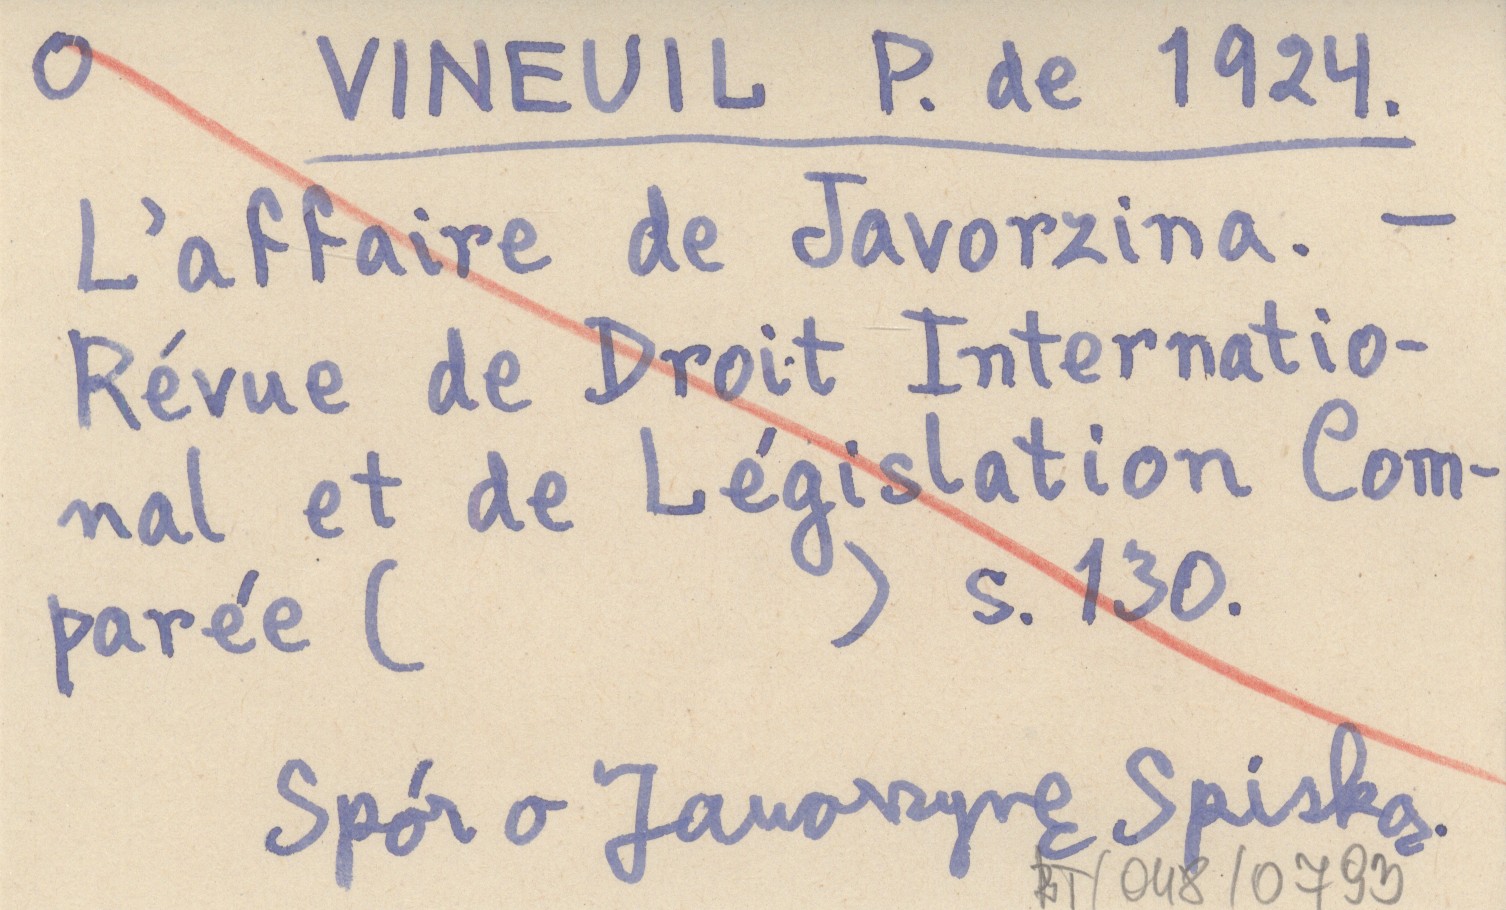 O VINEUIL P. de 1924.
L'affaire de Javorzina. –
Révue de Droit Internatio-
nal et de Législation Com-
parée ( ) s. 130.
Spór o Jaworzynę Spiską.
BT/048/0793